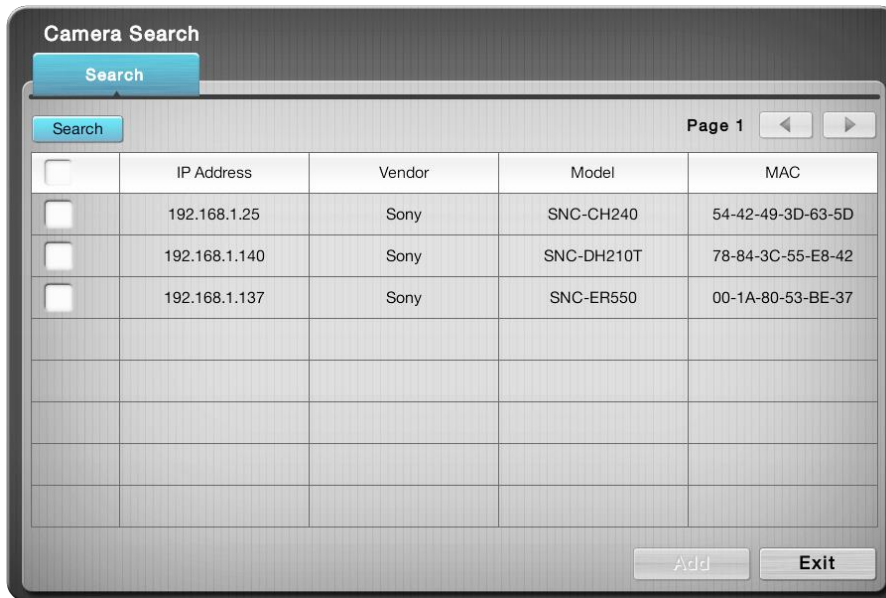 Camera Search
Search
Search Page 1
IP Address Vendor Model MAC
192.168.1.25 Sony SNC-CH240 54-42-49-3D-63-5D
192.168.1.140 Sony SNC-DH210T 78-84-3C-55-E8-42
192.168.1.137 Sony SNC-ER550 00-1A-80-53-BE-37
Add Exit